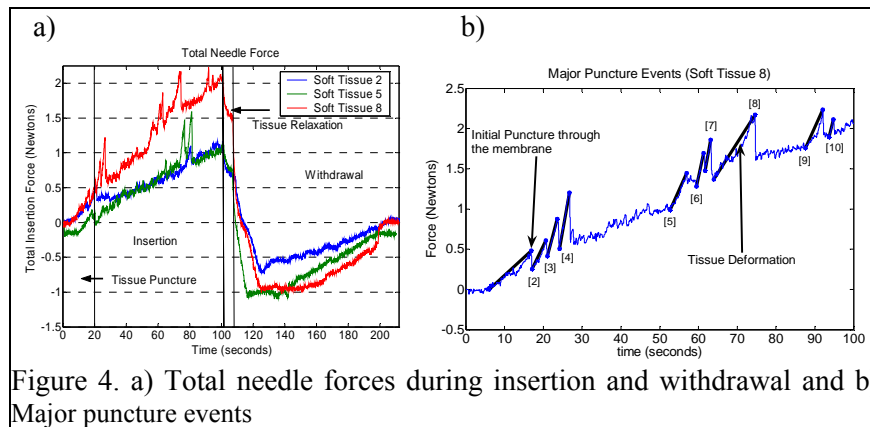 a)
Total Needle Force
2
1.5
1
0.5
0
-0.5
-1
-1.5
Total Insertion Force (Newtons)
Soft Tissue 2
Soft Tissue 5
Soft Tissue 8
Tissue Relaxation
Withdrawal
Insertion
Tissue Puncture
0 20 40 60 80 100 120 140 160 180 200
Time (seconds)
b)
Major Puncture Events (Soft Tissue 8)
2.5
2
1.5
1
0.5
0
-0.5
Force (Newtons)
Initial Puncture through
the membrane
[2]
[3]
[4]
[5]
[6]
[7]
[8]
[9]
[10]
Tissue Deformation
0 10 20 30 40 50 60 70 80 90 100
time (seconds)
Figure 4. a) Total needle forces during insertion and withdrawal and b
Major puncture events